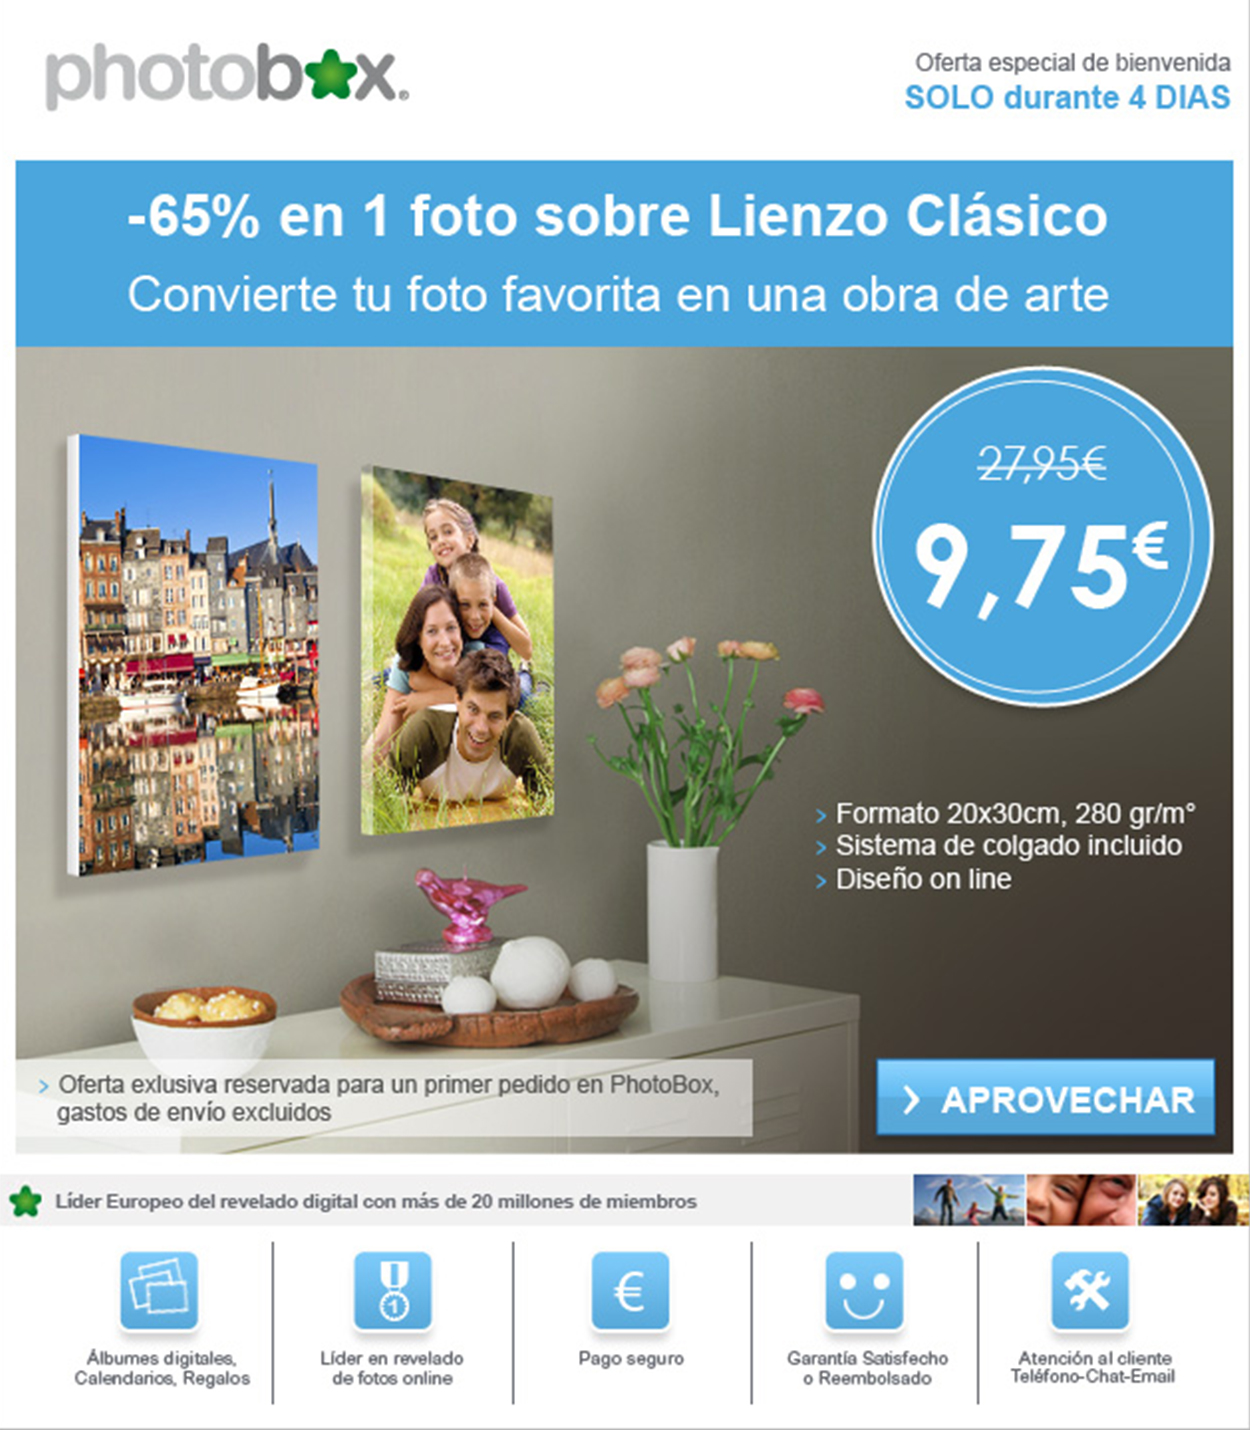 photobox
Oferta especial de bienvenida
SOLO durante 4 DIAS
-65% en 1 foto sobre Lienzo Clásico
Convierte tu foto favorita en una obra de arte
27,95€
9,75€
> Formato 20x30cm, 280 gr/m°
> Sistema de colgado incluido
> Diseño on line
> Oferta exlusiva reservada para un primer pedido en PhotoBox,
gastos de envío excluidos
> APROVECHAR
Líder Europeo del revelado digital con más de 20 millones de miembros
Álbumes digitales,
Calendarios, Regalos
1
Líder en revelado
de fotos online
€
Pago seguro
Garantía Satisfecho
o Reembolsado
Atención al cliente
Teléfono-Chat-Email